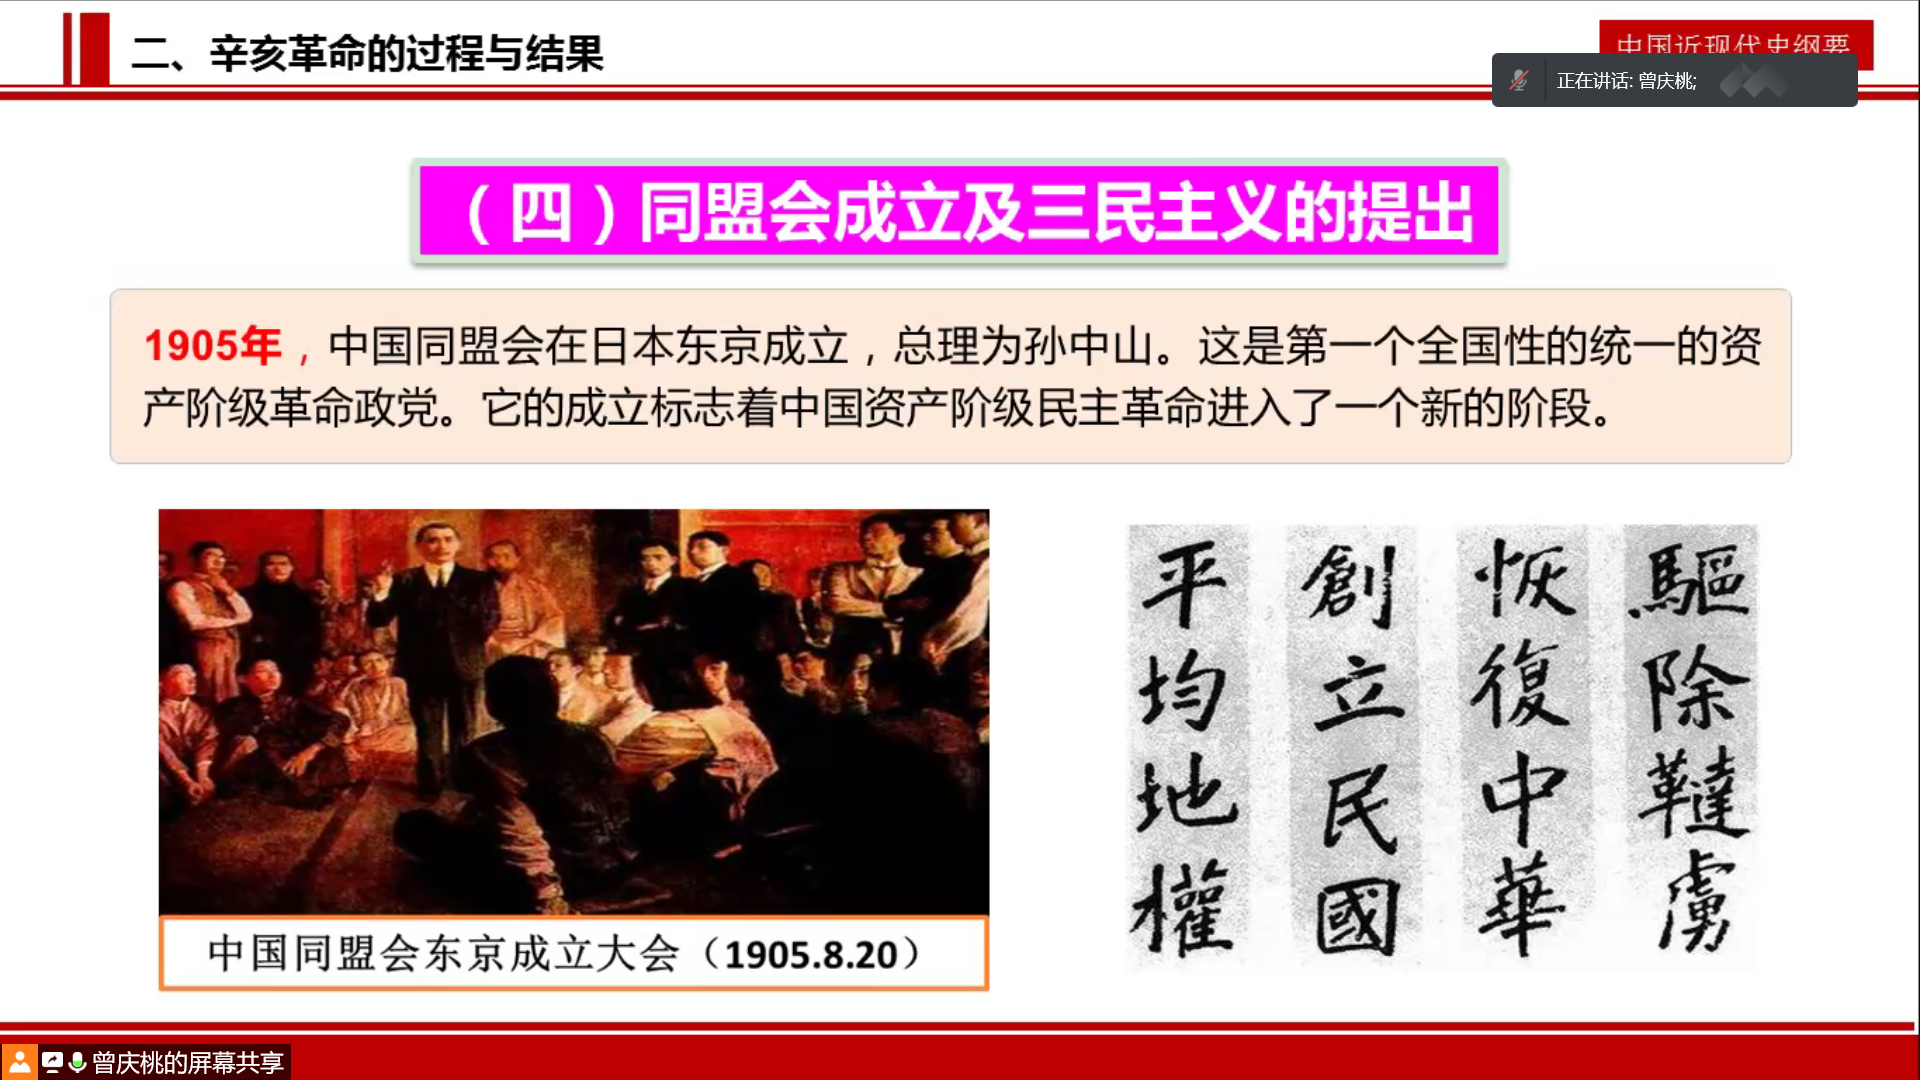 二、辛亥革命的过程与结果
中国近现代史纲要
正在讲话: 曾庆桃;
（四）同盟会成立及三民主义的提出
1905年，中国同盟会在日本东京成立，总理为孙中山。这是第一个全国性的统一的资
产阶级革命政党。它的成立标志着中国资产阶级民主革命进入了一个新的阶段。
驅除韃虜
恢復中華
創立民國
平均地權
中国同盟会东京成立大会（1905.8.20）
曾庆桃的屏幕共享